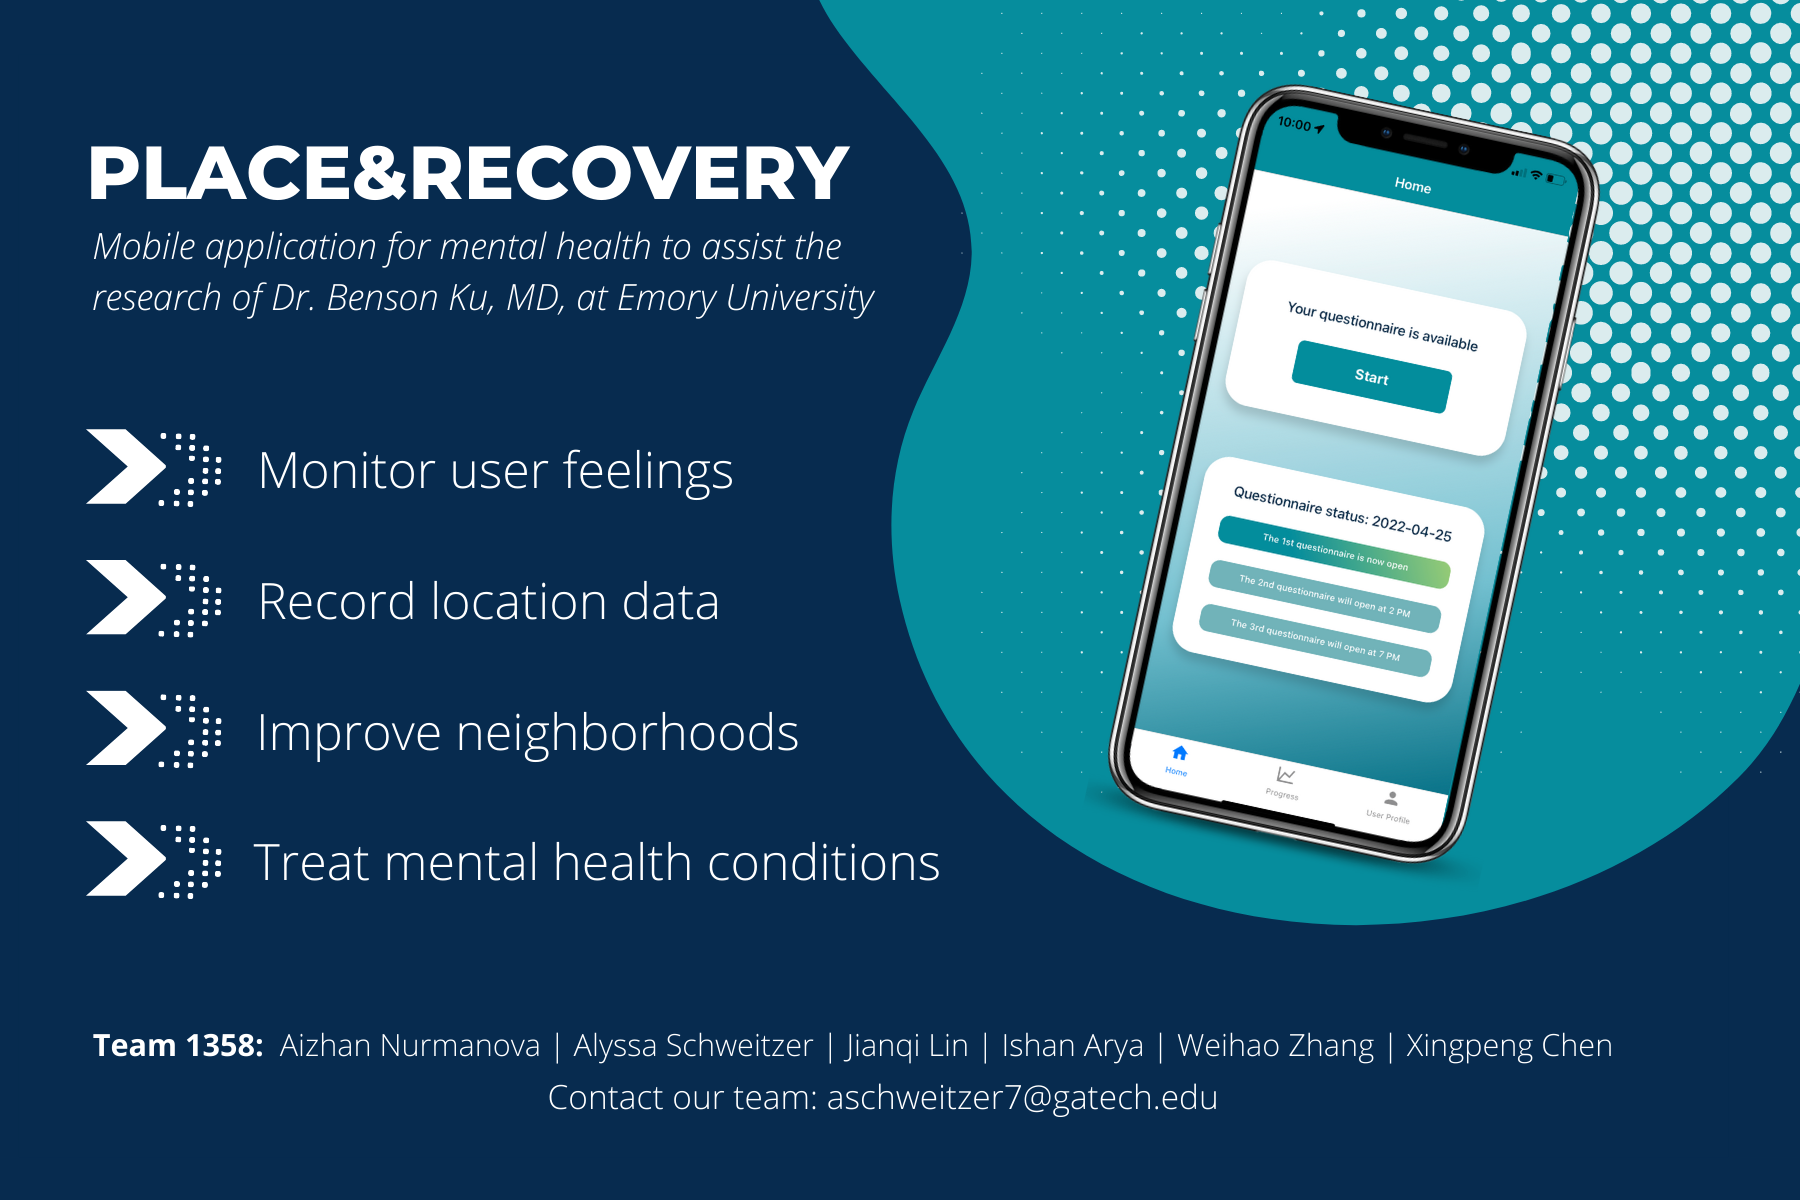 PLACE&RECOVERY
Mobile application for mental health to assist the
research of Dr. Benson Ku, MD, at Emory University
Monitor user feelings
Record location data
Improve neighborhoods
Treat mental health conditions
10:00
Home
Your questionnaire is available
Start
Questionnaire status: 2022-04-25
The 1st questionnaire is now open
The 2nd questionnaire will open at 2 PM
The 3rd questionnaire will open at 7 PM
Home
Progress
User Profile
Team 1358: Aizhan Nurmanova | Alyssa Schweitzer | Jianqi Lin | Ishan Arya | Weihao Zhang | Xingpeng Chen
Contact our team: aschweitzer7@gatech.edu